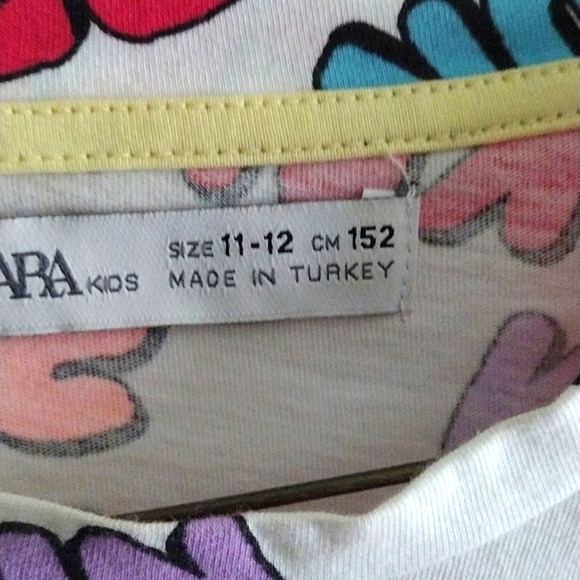 ARA KIDS
SIZE 11-12 CM 152
MADE IN TURKEY